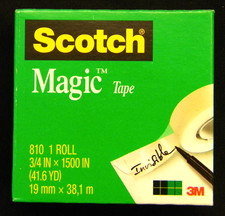 Scotch
Magic™ Tape
810 1 ROLL
3/4 IN × 1500 IN
(41.6 YD)
19 mm × 38,1 m
Invisible
3M